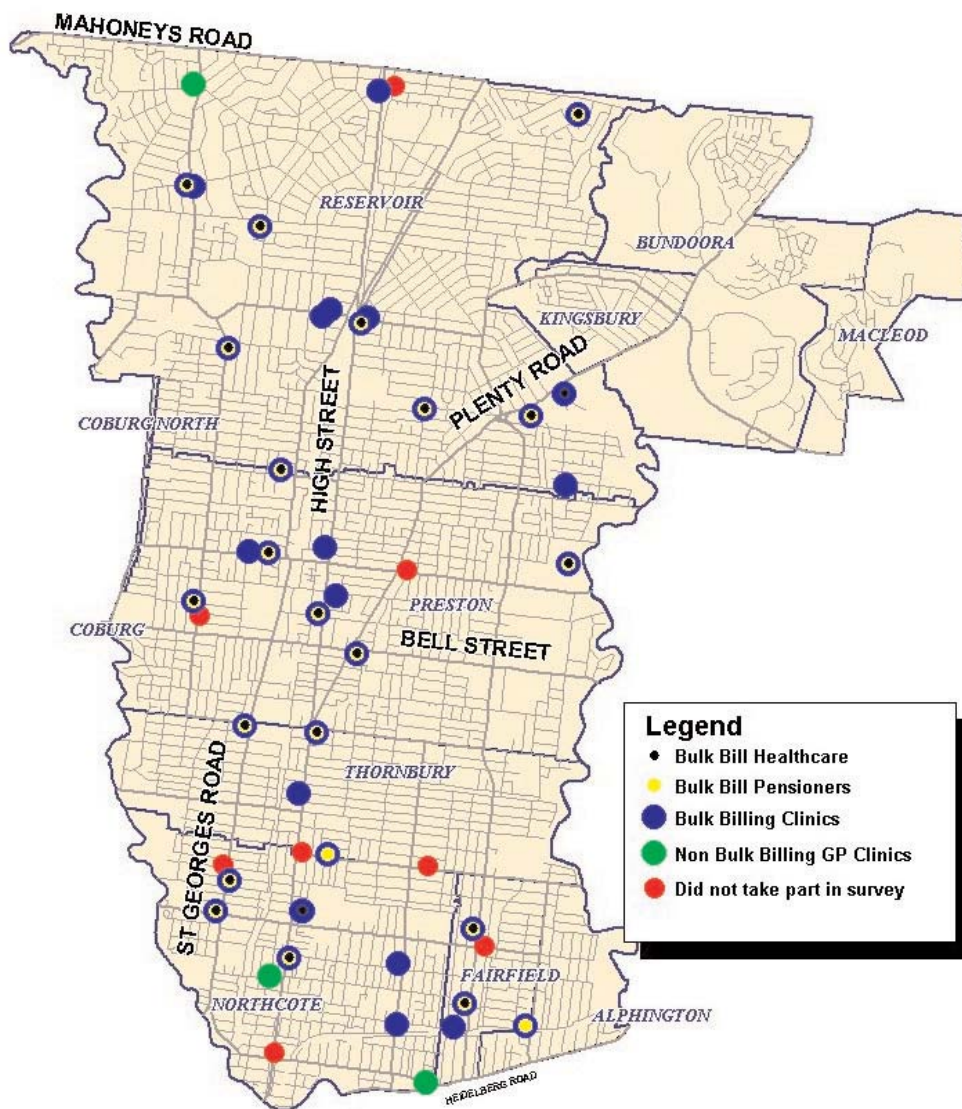 MAHONEYS ROAD
RESERVOIR
BUNDOORA
KINGSBURY
MACLEOD
PLENTY ROAD
COBURG NORTH
HIGH STREET
PRESTON
COBURG
BELL STREET
THORNBURY
ST GEORGES ROAD
FAIRFIELD
NORTHCOTE
ALPHINGTON
HEIDELBERG ROAD
Legend
Bulk Bill Healthcare
Bulk Bill Pensioners
Bulk Billing Clinics
Non Bulk Billing GP Clinics
Did not take part in survey